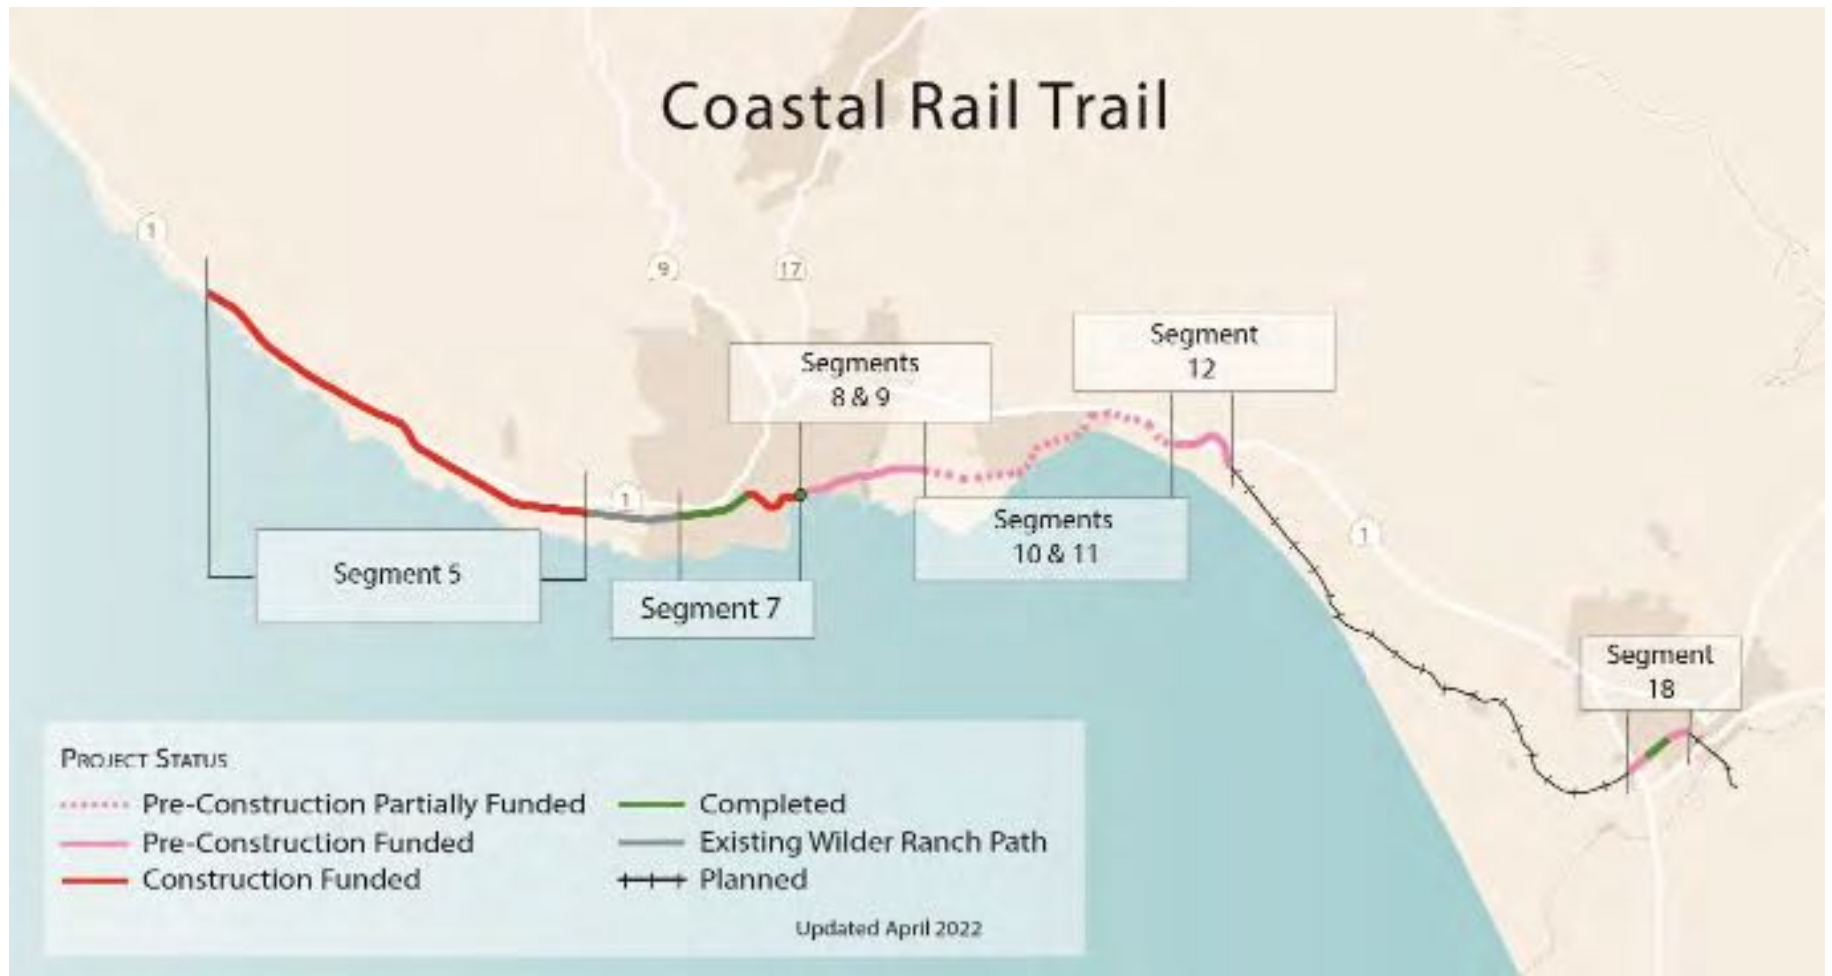 Coastal Rail Trail
1
9
17
Segment
12
Segments
8 & 9
1
Segments
10 & 11
1
Segment 5
Segment 7
Segment
18
PROJECT STATUS
Pre-Construction Partially Funded
Pre-Construction Funded
Construction Funded
Completed
Existing Wilder Ranch Path
Planned
Updated April 2022